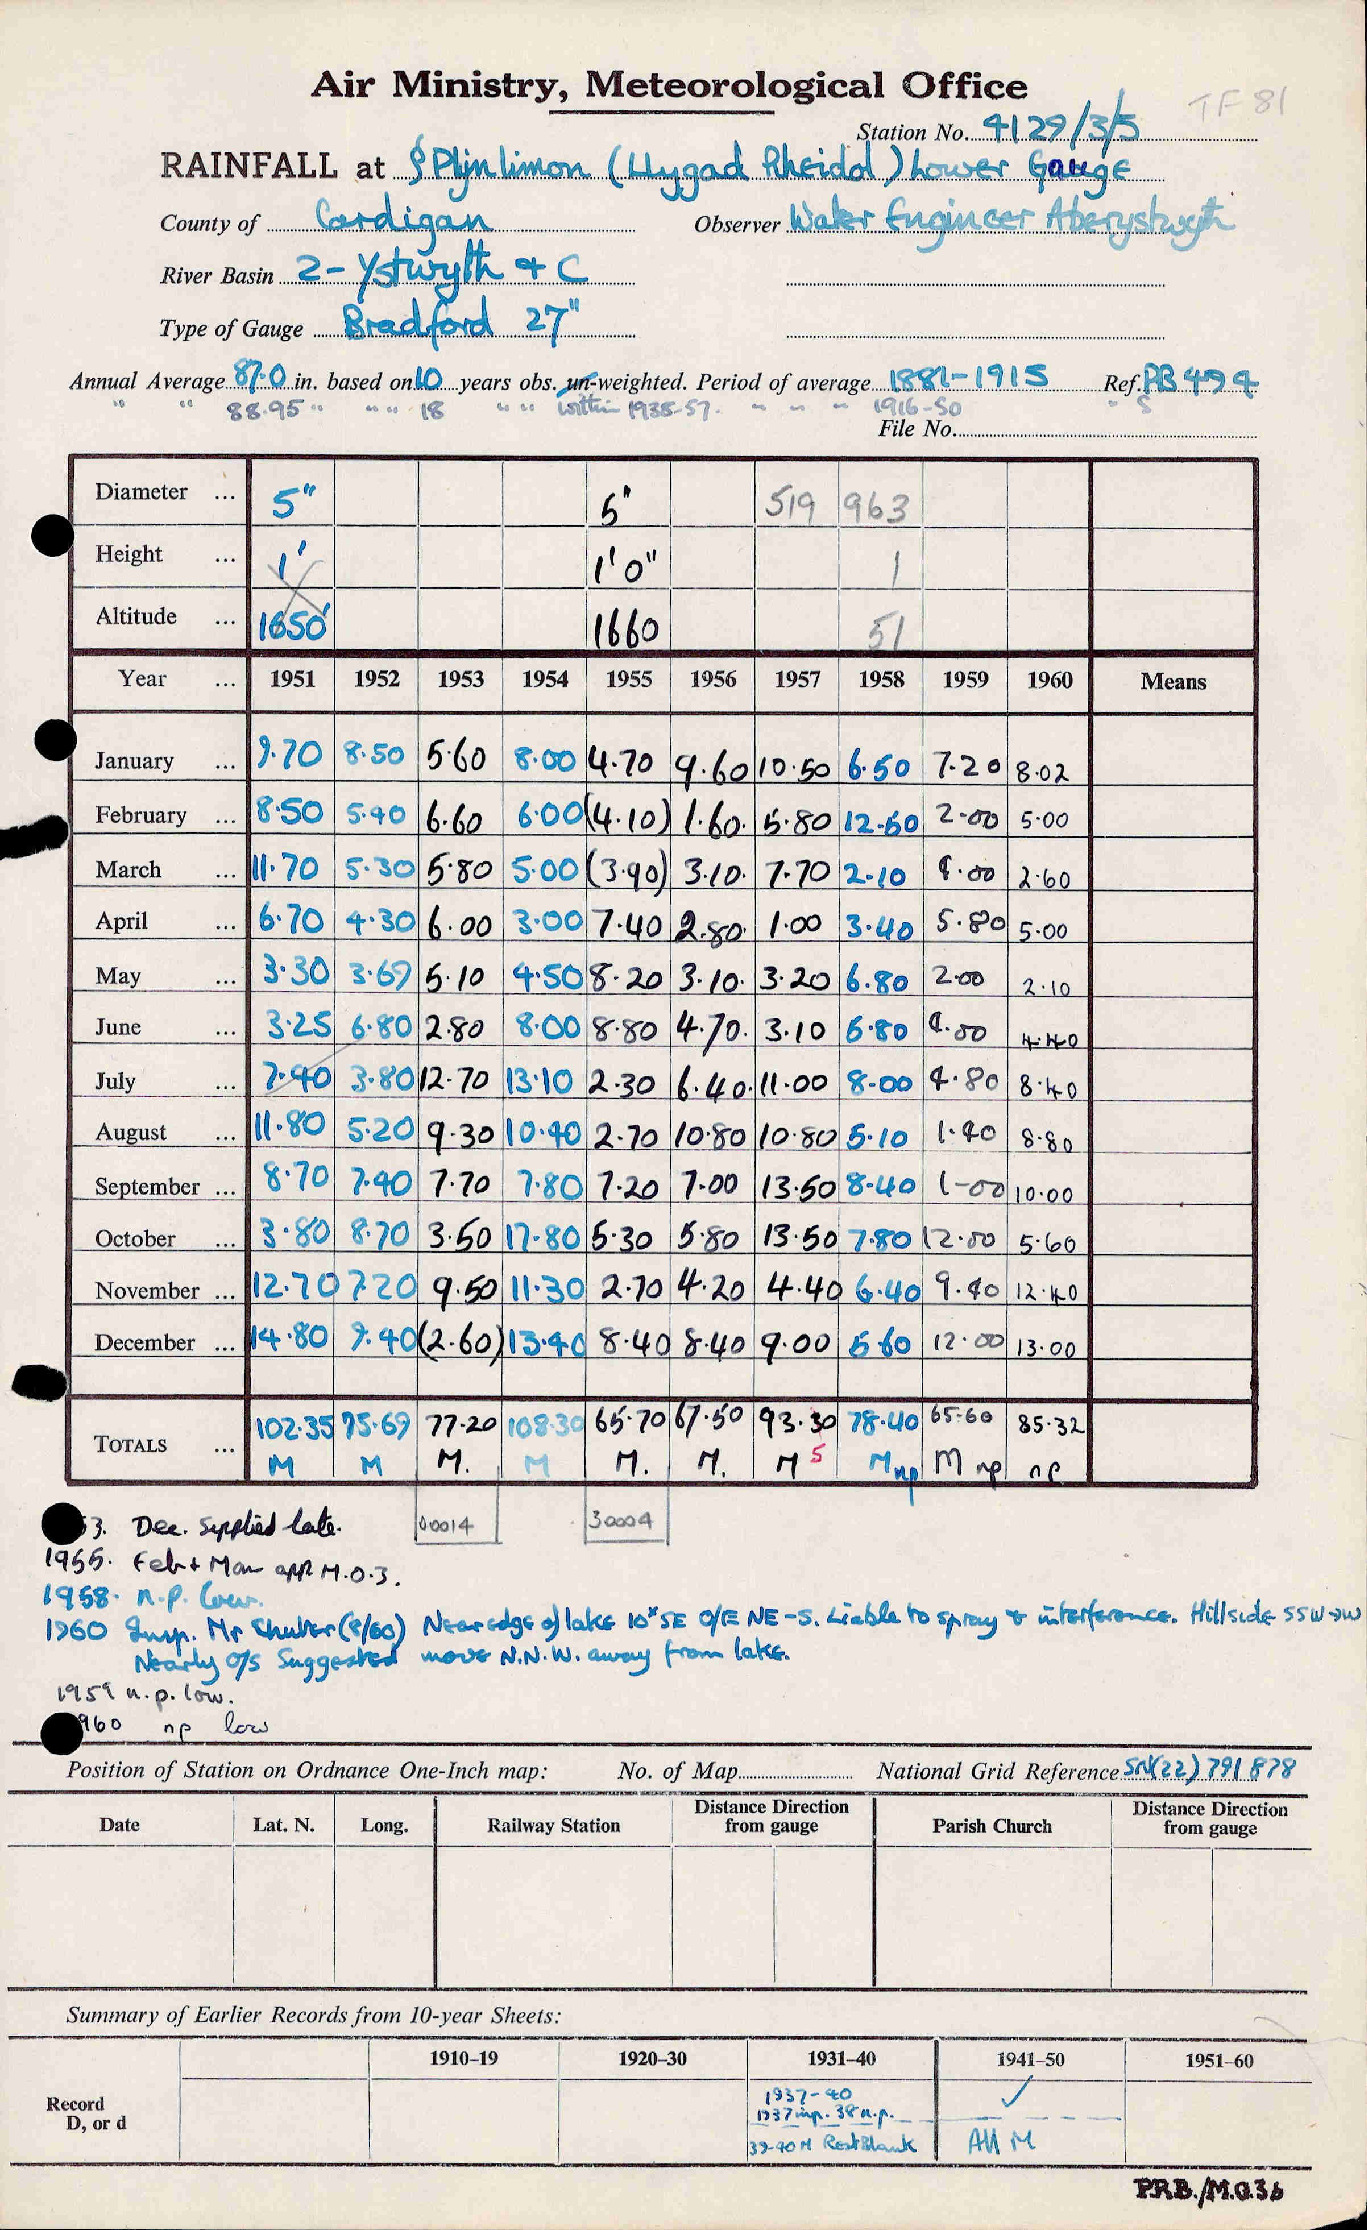 Air Ministry, Meteorological Office
TF 81
Station No. 4129/3/5
RAINFALL at Plynlimon (Llygad Rheidol) Lower Gauge
County of Cardigan Observer Water Engineer Aberystwyth
River Basin 2- Ystwyth + C
Type of Gauge Bradford 27"
Annual Average 87.0 in. based on 10 years obs. un-weighted. Period of average 1881-1915 Ref. RB 494
" " 88.95 " " " " 18 " " " within 1938-57. " " " 1916-50 " S
File No.
Diameter ... 5" 5" 519 963
Height ... 1' 1'0" 1
Altitude ... 1650' 1660 51
Year ... 1951 1952 1953 1954 1955 1956 1957 1958 1959 1960 Means
January ... 9.70 8.50 5.60 8.00 4.70 9.60 10.50 6.50 7.20 8.02
February ... 8.50 5.40 6.60 6.00 (4.10) 1.60 5.80 12.60 2.00 5.00
March ... 11.70 5.30 5.80 5.00 (3.90) 3.10 7.70 2.10 4.00 2.60
April ... 6.70 4.30 6.00 3.00 7.40 2.80 1.00 3.40 5.80 5.00
May ... 3.30 3.69 5.10 4.50 8.20 3.10 3.20 6.80 2.00 2.10
June ... 3.25 6.80 2.80 8.00 8.80 4.70 3.10 6.80 4.00 4.40
July ... 7.40 3.80 12.70 13.10 2.30 6.40 11.00 8.00 4.80 8.40
August ... 11.80 5.20 9.30 10.40 2.70 10.80 10.80 5.10 1.40 8.80
September ... 8.70 7.40 7.70 7.80 7.20 7.00 13.50 8.40 1.00 10.00
October ... 3.80 8.70 3.50 17.80 5.30 5.80 13.50 7.80 12.00 5.60
November ... 12.70 7.20 9.50 11.30 2.70 4.20 4.40 6.40 9.40 12.40
December ... 14.80 9.40 (2.60) 13.40 8.40 8.40 9.00 5.60 12.00 13.00
TOTALS ... 102.35 75.69 77.20 108.30 65.70 67.50 93.30 78.40 65.60 85.32
M M M. M M. M. M 5 M np M np np
00014 30004
53. Dec. supplied late.
1955. Feb + Mar app M.O.3.
1958. n.p. low.
1960 Insp. Mr Shulter (8/60) Near edge of lake 10° SE O/E NE-S. Liable to spray & interference. Hillside SSW-W
Nearly O/S Suggested move N.N.W. away from lake.
1959 n.p. low.
1960 np low
Position of Station on Ordnance One-Inch map: No. of Map National Grid Reference SN(22) 791 878
Date Lat. N. Long. Railway Station Distance Direction from gauge Parish Church Distance Direction from gauge
Summary of Earlier Records from 10-year Sheets:
1910-19 1920-30 1931-40 1941-50 1951-60
Record D, or d
1937-40 ✓
1937 inp. 38 n.p.
39-40 M Rest Blank All M
P.R.B./M.O.3b